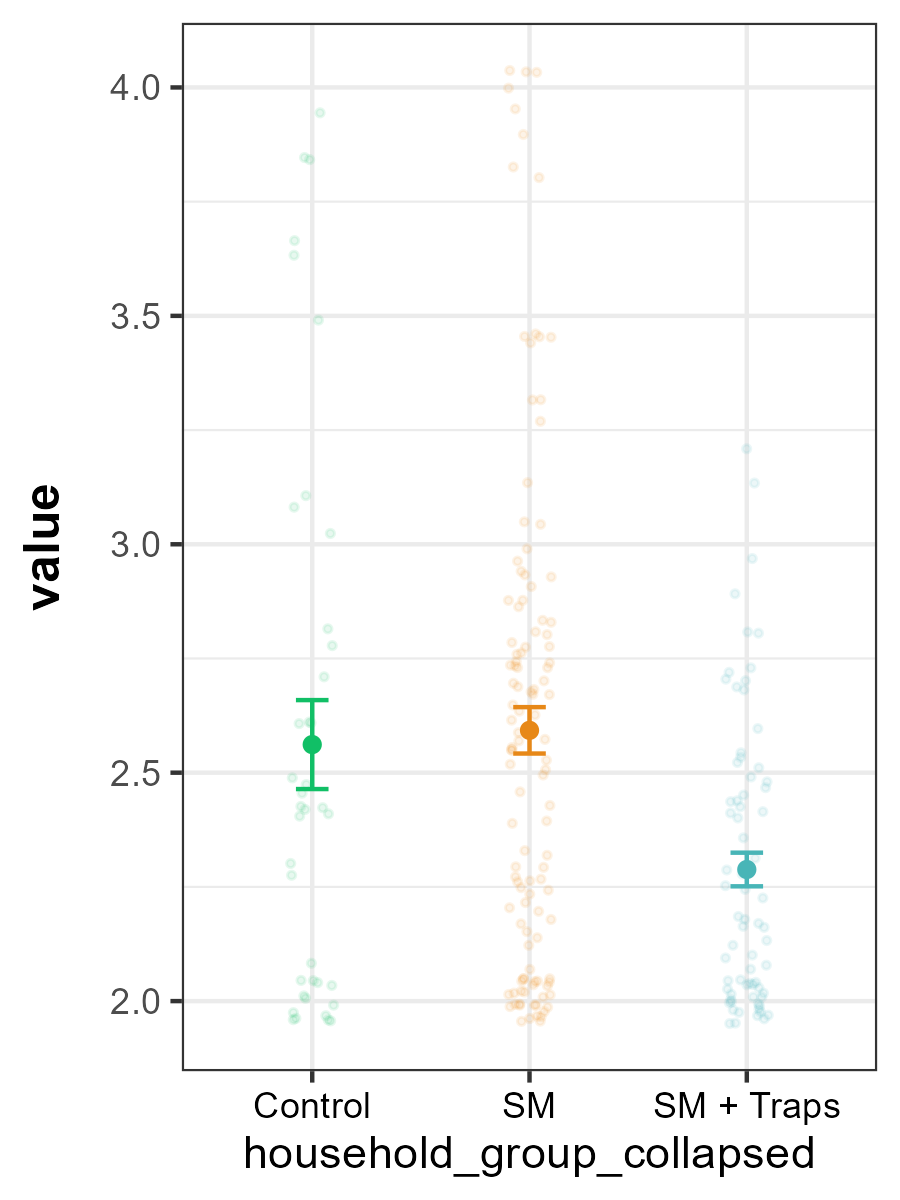 value
4.0
3.5
3.0
2.5
2.0
Control
SM
SM + Traps
household_group_collapsed